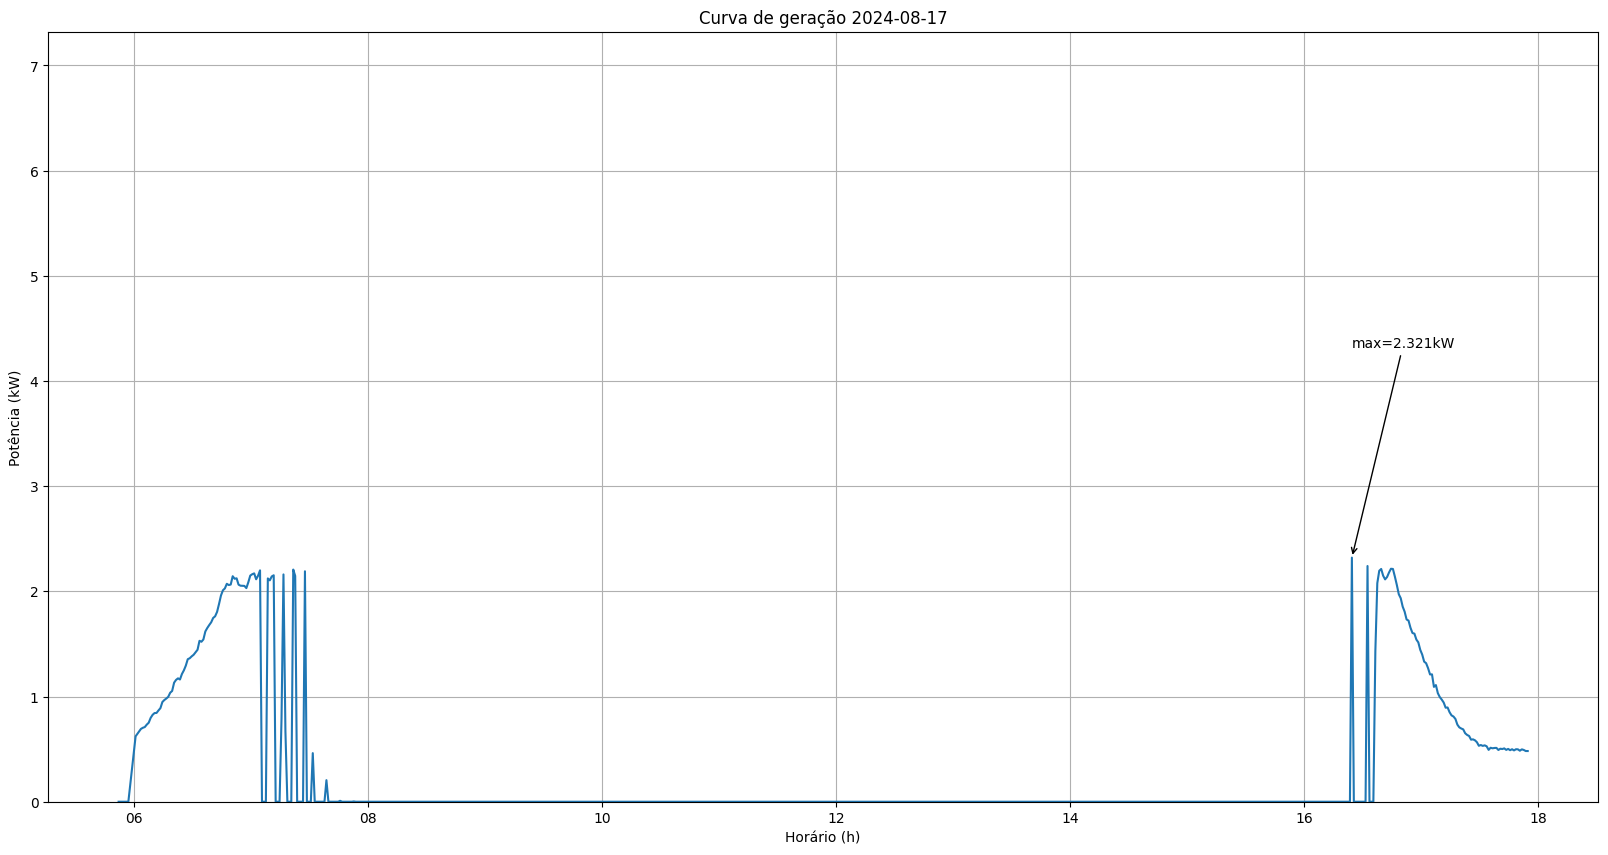 Curva de geração 2024-08-17
7
6
5
4
3
2
1
0
Potência (kW)
max=2.321kW
06 08 10 12 14 16 18
Horário (h)